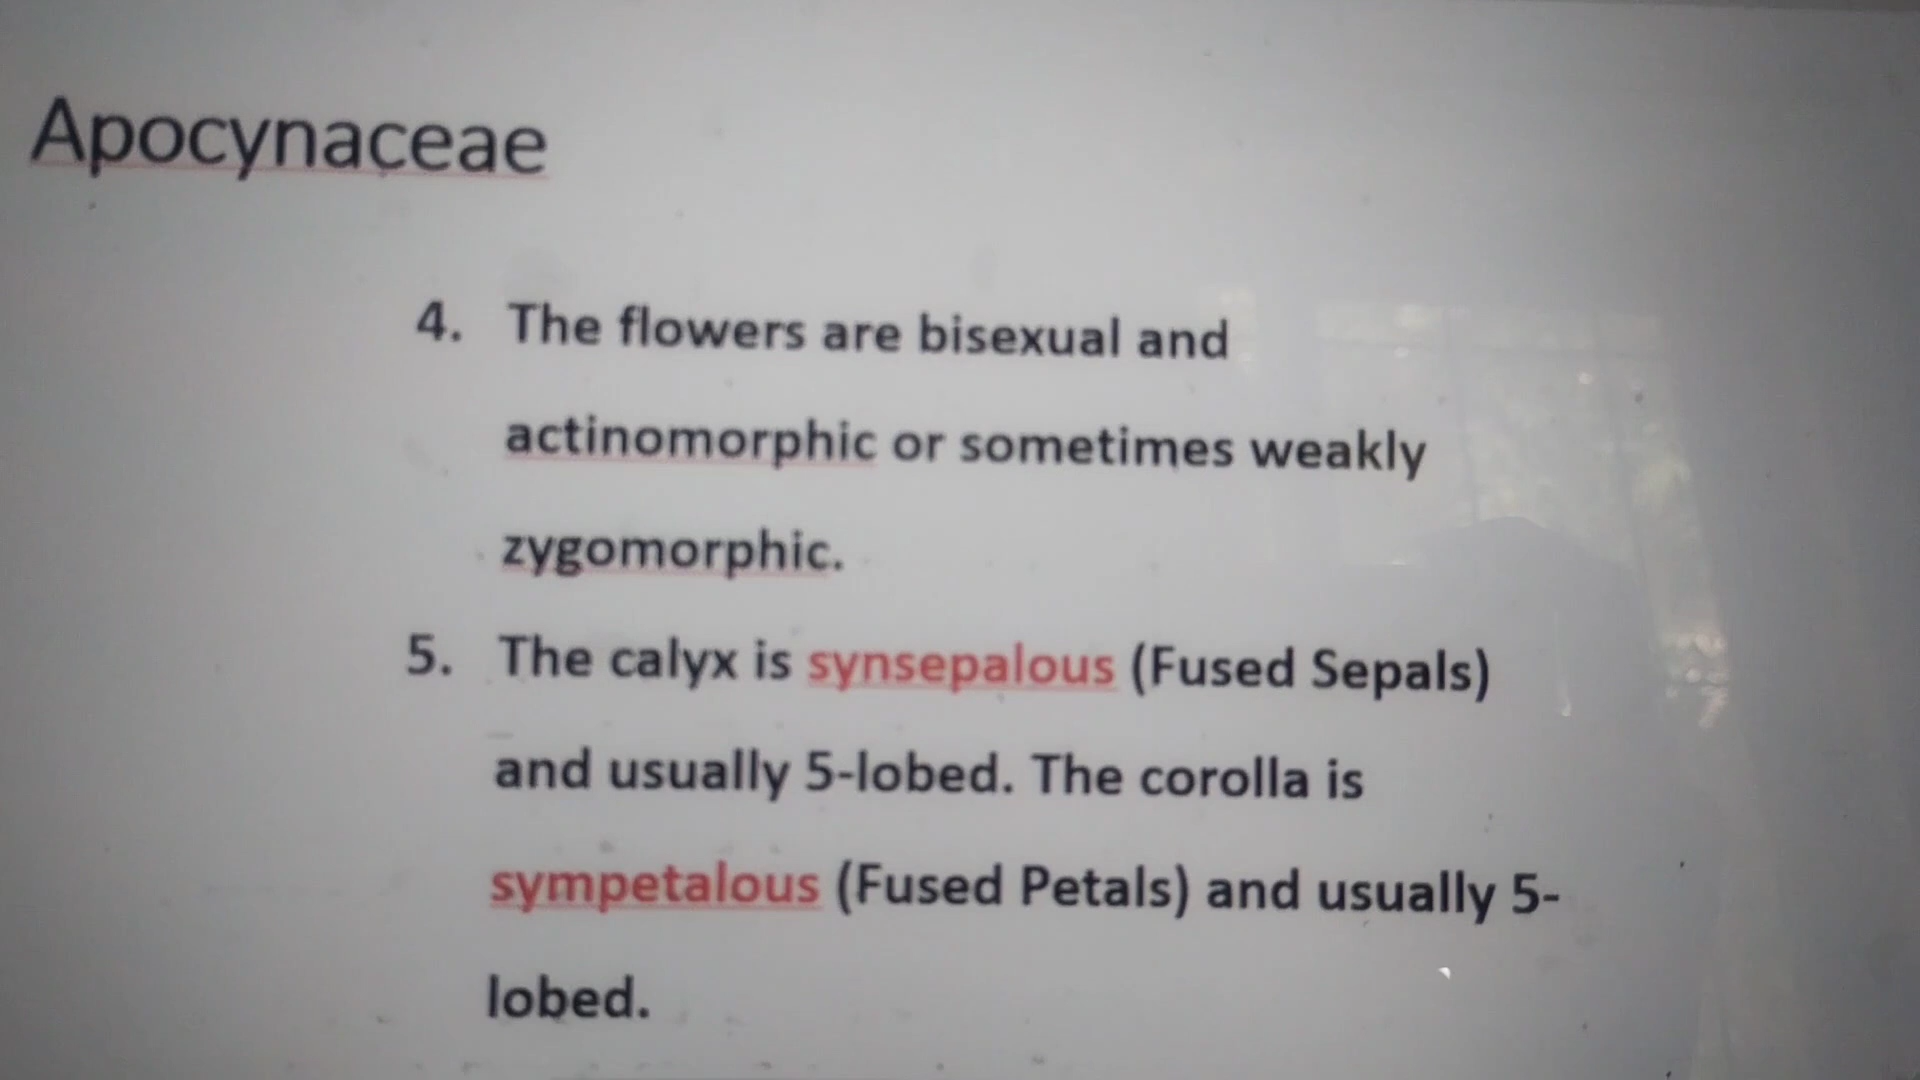 Apocynaceae
4. The flowers are bisexual and
actinomorphic or sometimes weakly
zygomorphic.
5. The calyx is synsepalous (Fused Sepals)
and usually 5-lobed. The corolla is
sympetalous (Fused Petals) and usually 5-
lobed.